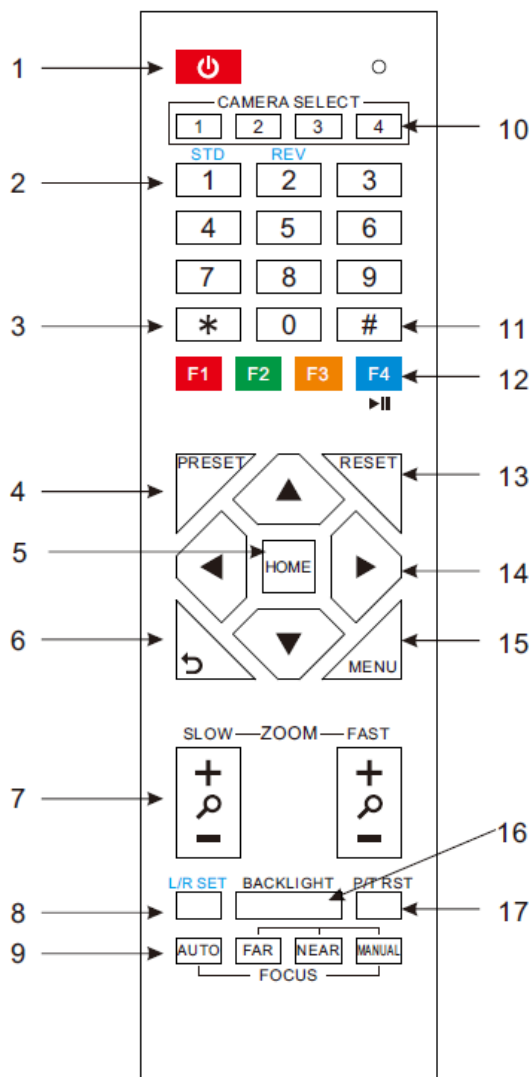 1
CAMERA SELECT
1 2 3 4
10
STD REV
2
1 2 3
4 5 6
7 8 9
3
* 0 #
11
F1 F2 F3 F4
12
PRESET RESET
4
13
5
HOME
14
6
MENU
15
SLOW ZOOM FAST
7
+ +
- -
16
L/R SET BACKLIGHT P/T RST
8
17
9
AUTO FAR NEAR MANUAL
FOCUS